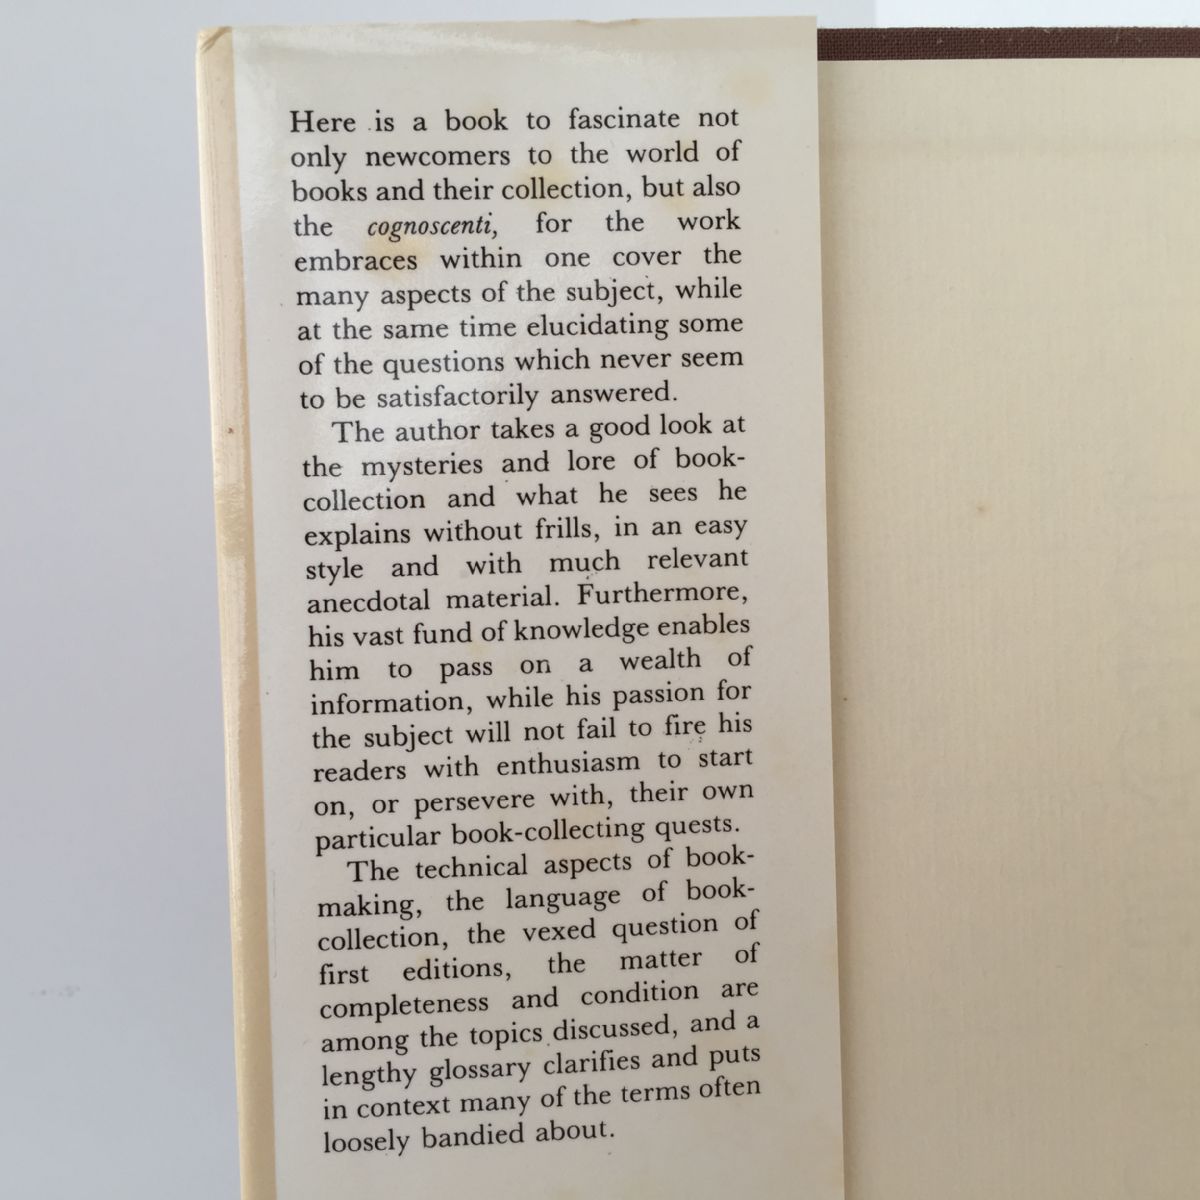 Here is a book to fascinate not
only newcomers to the world of
books and their collection, but also
the cognoscenti, for the work
embraces within one cover the
many aspects of the subject, while
at the same time elucidating some
of the questions which never seem
to be satisfactorily answered.
The author takes a good look at
the mysteries and lore of book-
collection and what he sees he
explains without frills, in an easy
style and with much relevant
anecdotal material. Furthermore,
his vast fund of knowledge enables
him to pass on a wealth of
information, while his passion for
the subject will not fail to fire his
readers with enthusiasm to start
on, or persevere with, their own
particular book-collecting quests.
The technical aspects of book-
making, the language of book-
collection, the vexed question of
first editions, the matter of
completeness and condition are
among the topics discussed, and a
lengthy glossary clarifies and puts
in context many of the terms often
loosely bandied about.